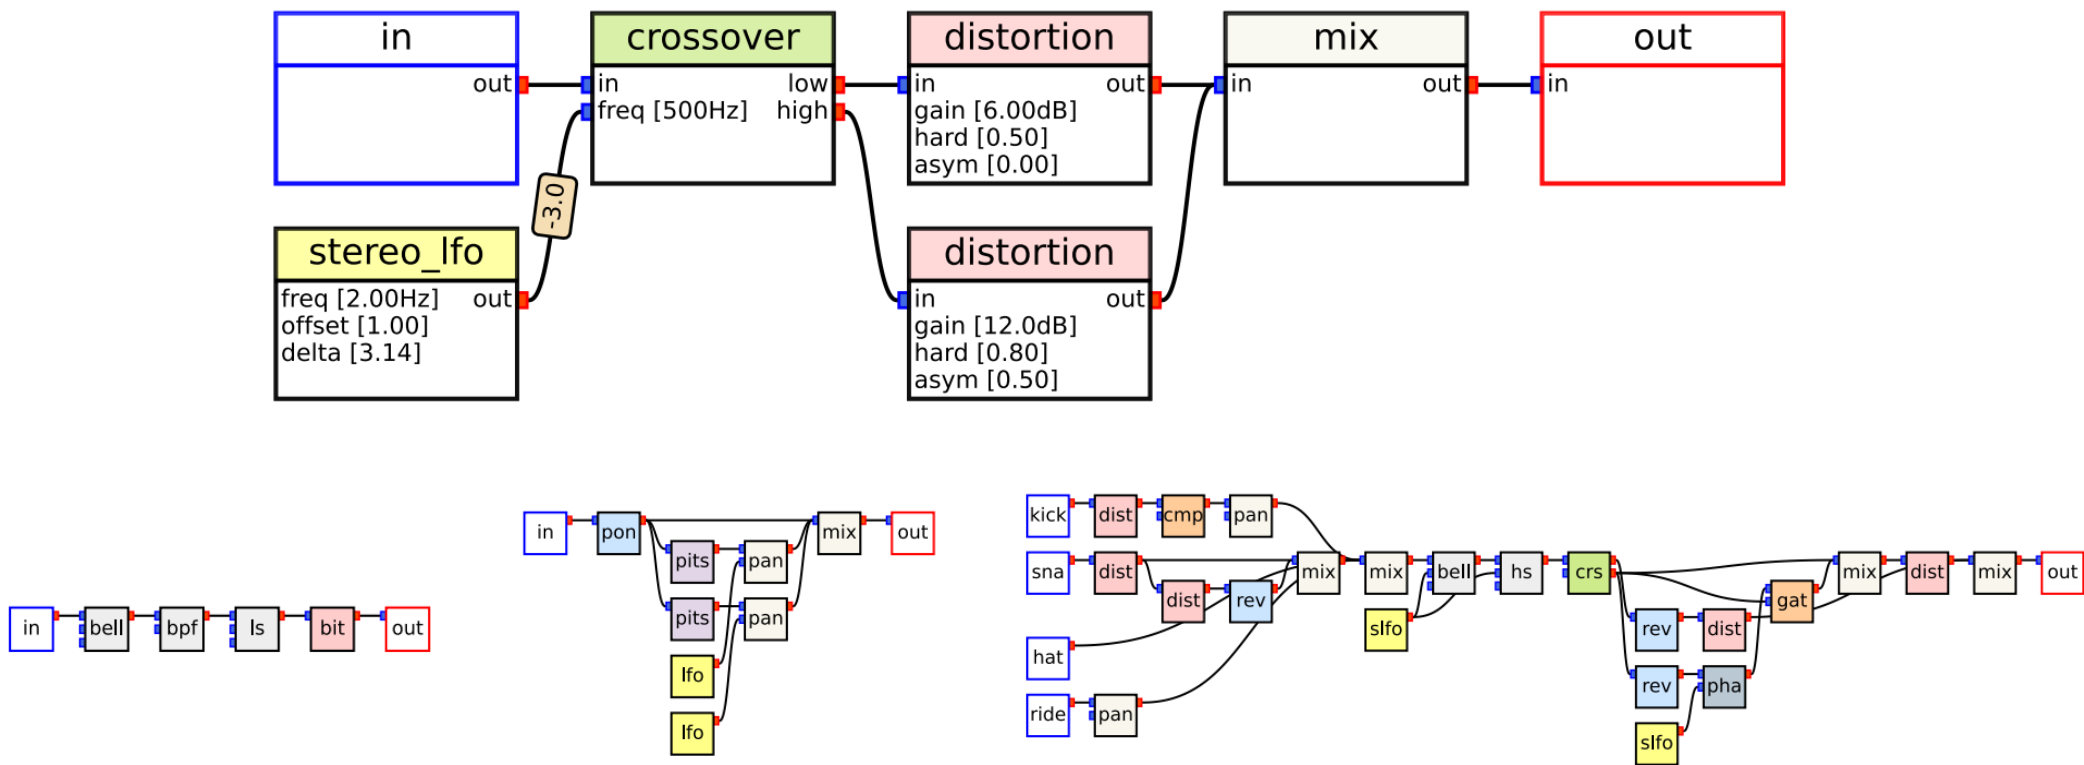 in
out
crossover
in low
freq [500Hz] high
distortion
in out
gain [6.00dB]
hard [0.50]
asym [0.00]
mix
in out
out
in
-3.0
stereo_lfo
freq [2.00Hz] out
offset [1.00]
delta [3.14]
distortion
in out
gain [12.0dB]
hard [0.80]
asym [0.50]
in bell bpf ls bit out
in pon mix out
pits pan
pits pan
lfo
lfo
kick dist cmp pan
sna dist mix mix bell hs crs mix dist mix out
dist rev gat
slfo rev dist
hat
rev pha
ride pan
slfo